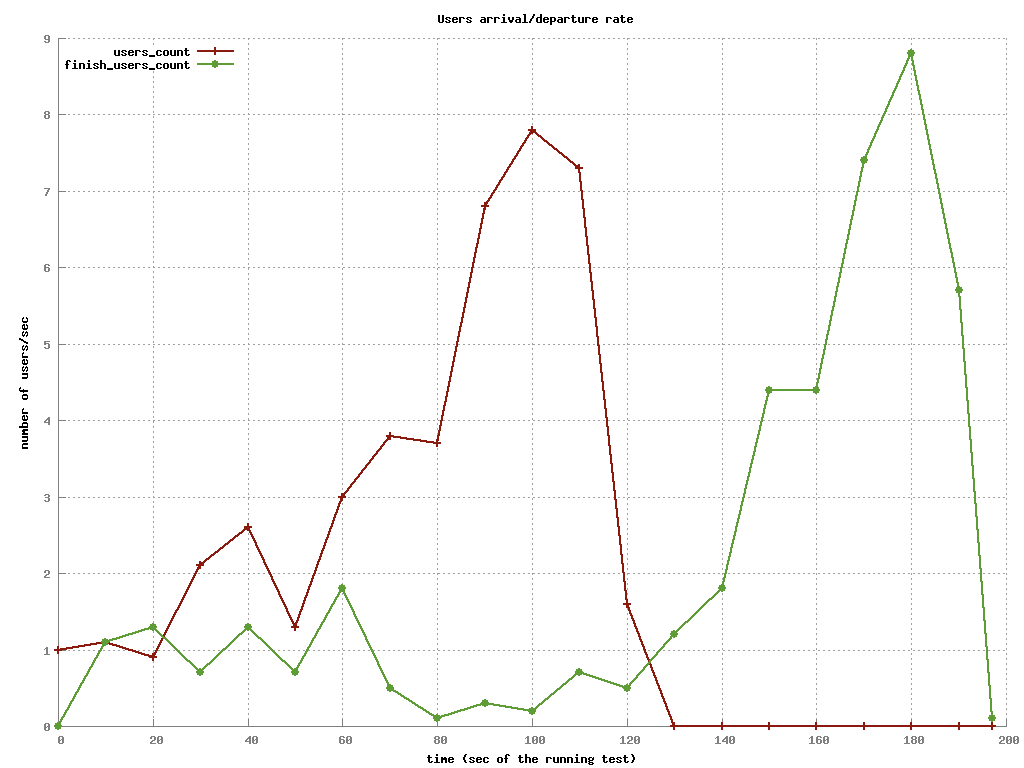 Users arrival/departure rate
users_count
finish_users_count
9
8
7
6
5
4
3
2
1
0
number of users/sec
0 20 40 60 80 100 120 140 160 180 200
time (sec of the running test)